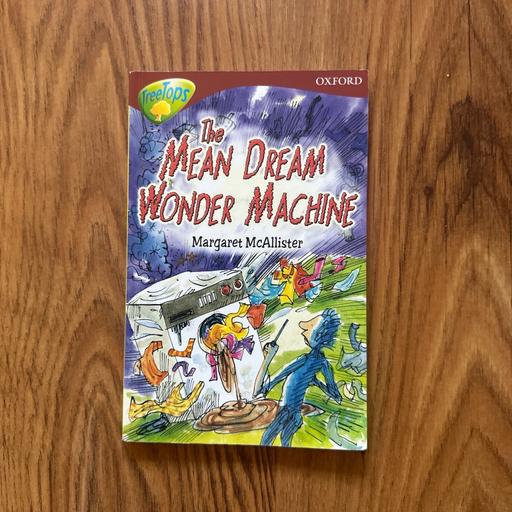 TreeTops
OXFORD
The
MEAN DREAM
WONDER MACHINE
Margaret McAllister